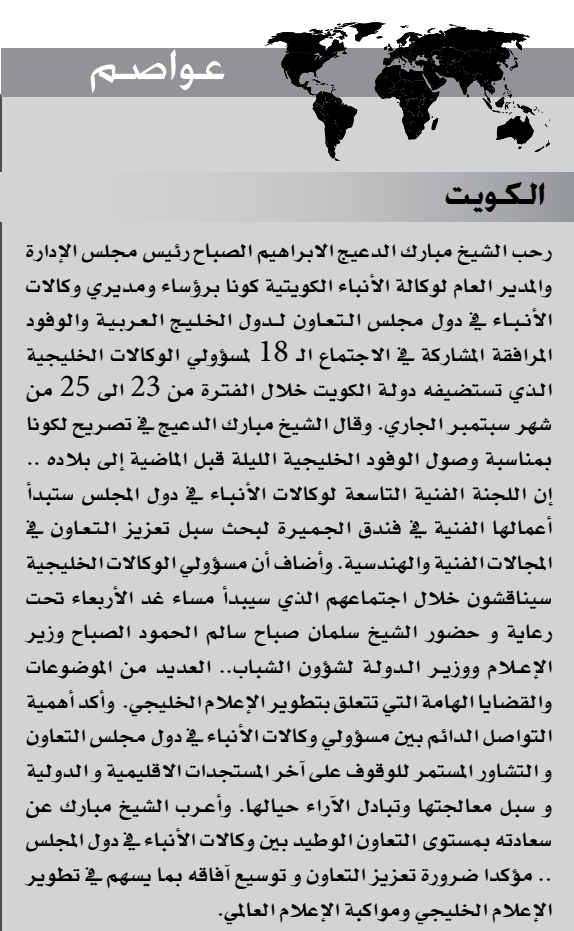 عواصم
الكويت
رحب الشيخ مبارك الدعيج الابراهيم الصباح رئيس مجلس الإدارة
والمدير العام لوكالة الأنباء الكويتية كونا برؤساء ومديري وكالات
الأنباء في دول مجلس التعاون لدول الخليج العربية والوفود
المرافقة المشاركة في الاجتماع الـ 18 لمسؤولي الوكالات الخليجية
الذي تستضيفه دولة الكويت خلال الفترة من 23 الى 25 من
شهر سبتمبر الجاري. وقال الشيخ مبارك الدعيج في تصريح لكونا
بمناسبة وصول الوفود الخليجية الليلة قبل الماضية إلى بلاده ..
إن اللجنة الفنية التاسعة لوكالات الأنباء في دول المجلس ستبدأ
أعمالها الفنية في فندق الجميرة لبحث سبل تعزيز التعاون في
المجالات الفنية والهندسية. وأضاف أن مسؤولي الوكالات الخليجية
سيناقشون خلال اجتماعهم الذي سيبدأ مساء غد الأربعاء تحت
رعاية و حضور الشيخ سلمان صباح سالم الحمود الصباح وزير
الإعلام ووزير الدولة لشؤون الشباب.. العديد من الموضوعات
والقضايا الهامة التي تتعلق بتطوير الإعلام الخليجي. وأكد أهمية
التواصل الدائم بين مسؤولي وكالات الأنباء في دول مجلس التعاون
و التشاور المستمر للوقوف على آخر المستجدات الاقليمية و الدولية
و سبل معالجتها وتبادل الآراء حيالها. وأعرب الشيخ مبارك عن
سعادته بمستوى التعاون الوطيد بين وكالات الأنباء في دول المجلس
.. مؤكدا ضرورة تعزيز التعاون و توسيع آفاقه بما يسهم في تطوير
الإعلام الخليجي ومواكبة الإعلام العالمي.